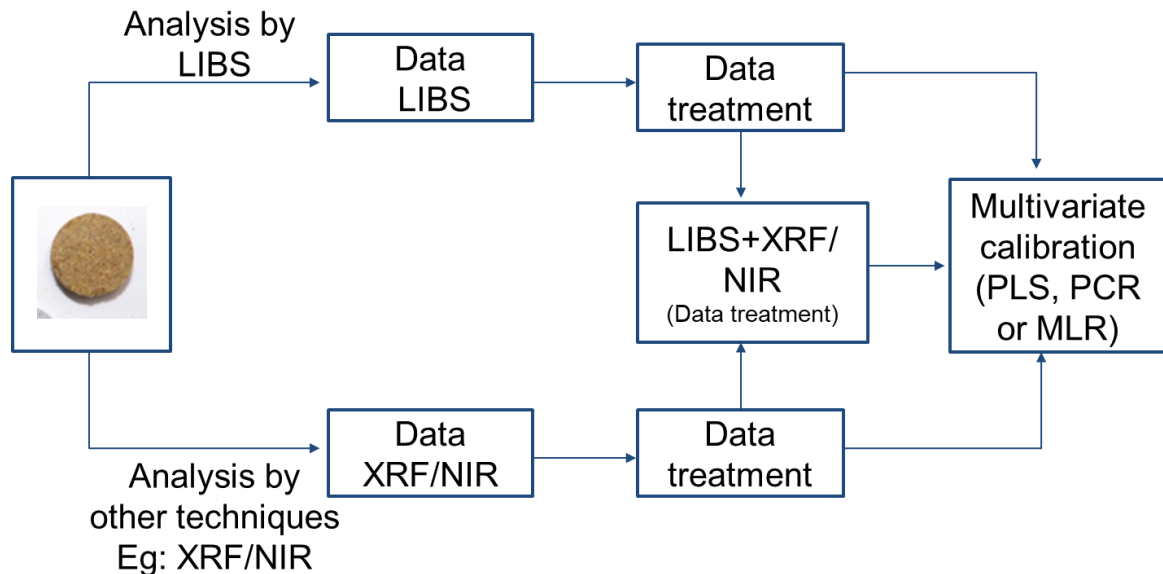 Analysis by
LIBS
Data
LIBS
Data
treatment
LIBS+XRF/
NIR
(Data treatment)
Multivariate
calibration
(PLS, PCR
or MLR)
Data
XRF/NIR
Data
treatment
Analysis by
other techniques
Eg: XRF/NIR